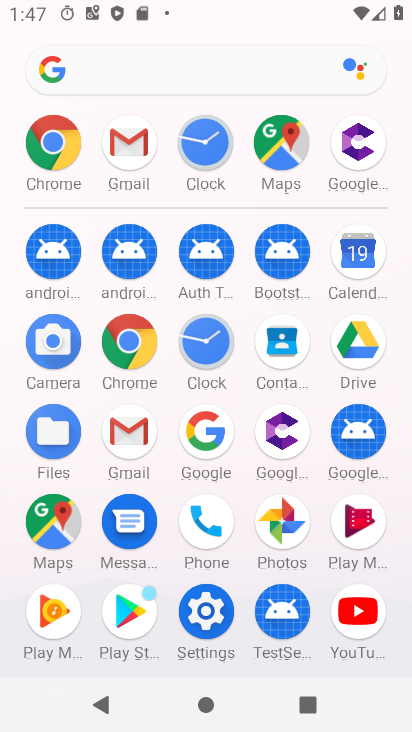 1:47
Chrome Gmail Clock Maps Google...
androi... androi... Auth T... Bootst... Calend...
19
Camera Chrome Clock Conta... Drive
Files Gmail Google Googl... Google...
Maps Messa... Phone Photos Play M...
Play M... Play St... Settings TestSe... YouTu...